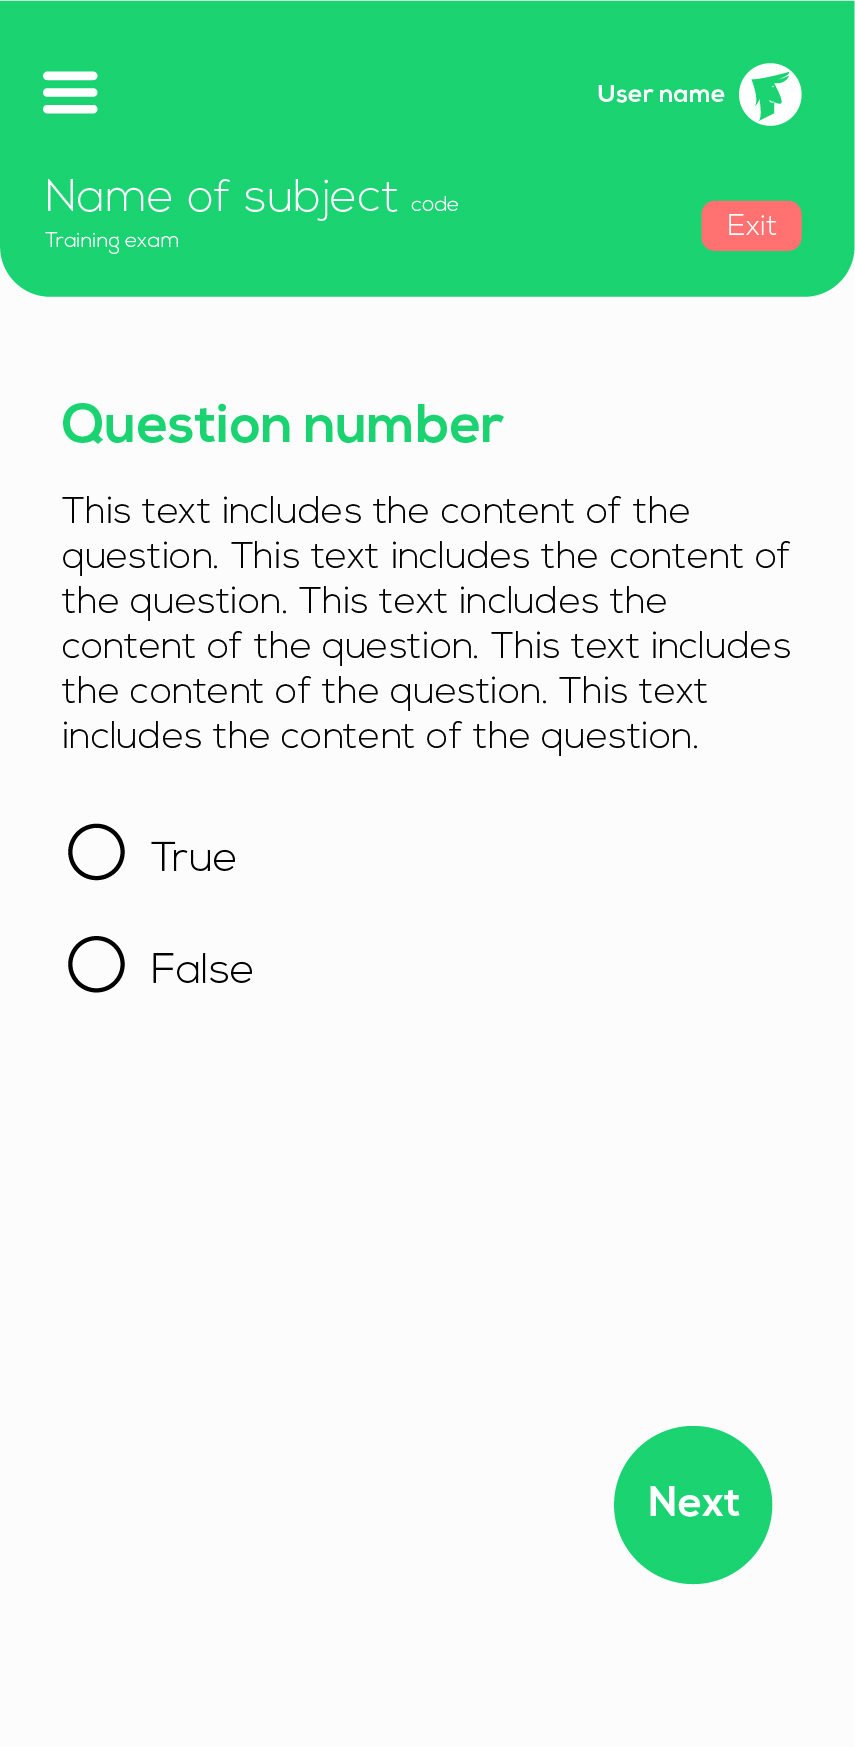 User name
Name of subject code
Training exam
Exit
Question number
This text includes the content of the
question. This text includes the content of
the question. This text includes the
content of the question. This text includes
the content of the question. This text
includes the content of the question.
True
False
Next